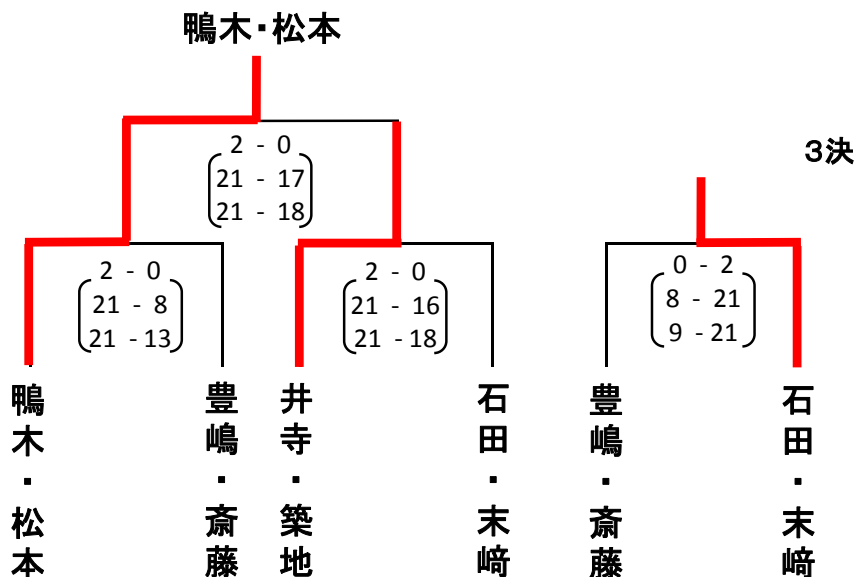 鴨木・松本
3決
2 - 0
21 - 17
21 - 18
2 - 0
21 - 8
21 - 13
2 - 0
21 - 16
21 - 18
0 - 2
8 - 21
9 - 21
鴨木・松本
豊嶋・斎藤
井寺・築地
石田・末﨑
豊嶋・斎藤
石田・末﨑